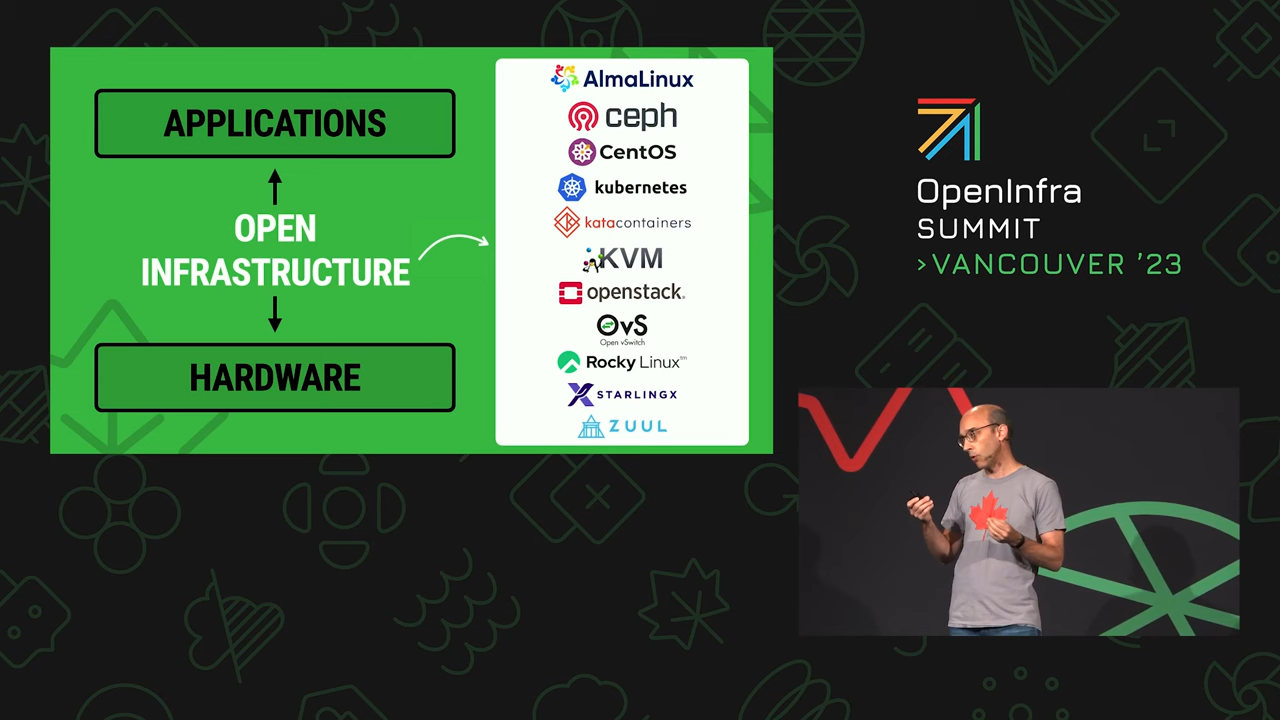 APPLICATIONS
OPEN
INFRASTRUCTURE
HARDWARE
AlmaLinux
ceph
CentOS
kubernetes
katacontainers
KVM
openstack.
OvS
Open vSwitch
Rocky Linux™
STARLINGX
ZUUL
OpenInfra
SUMMIT
>VANCOUVER '23